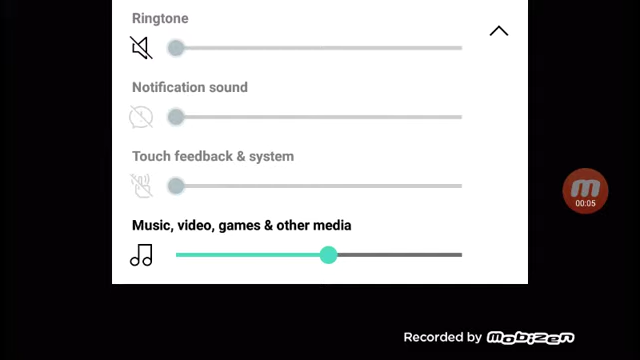 Ringtone
Notification sound
Touch feedback & system
Music, video, games & other media
00:05
Recorded by Mobizen